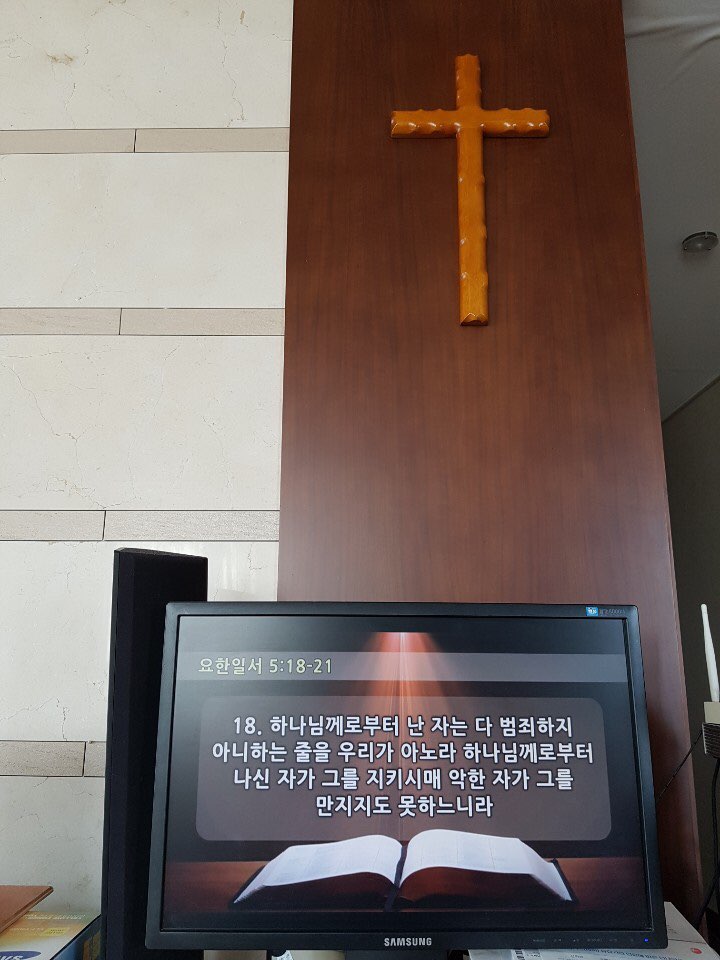 요한일서 5:18-21
18. 하나님께로부터 난 자는 다 범죄하지
아니하는 줄을 우리가 아노라 하나님께로부터
나신 자가 그를 지키시매 악한 자가 그를
만지지도 못하느니라
SAMSUNG